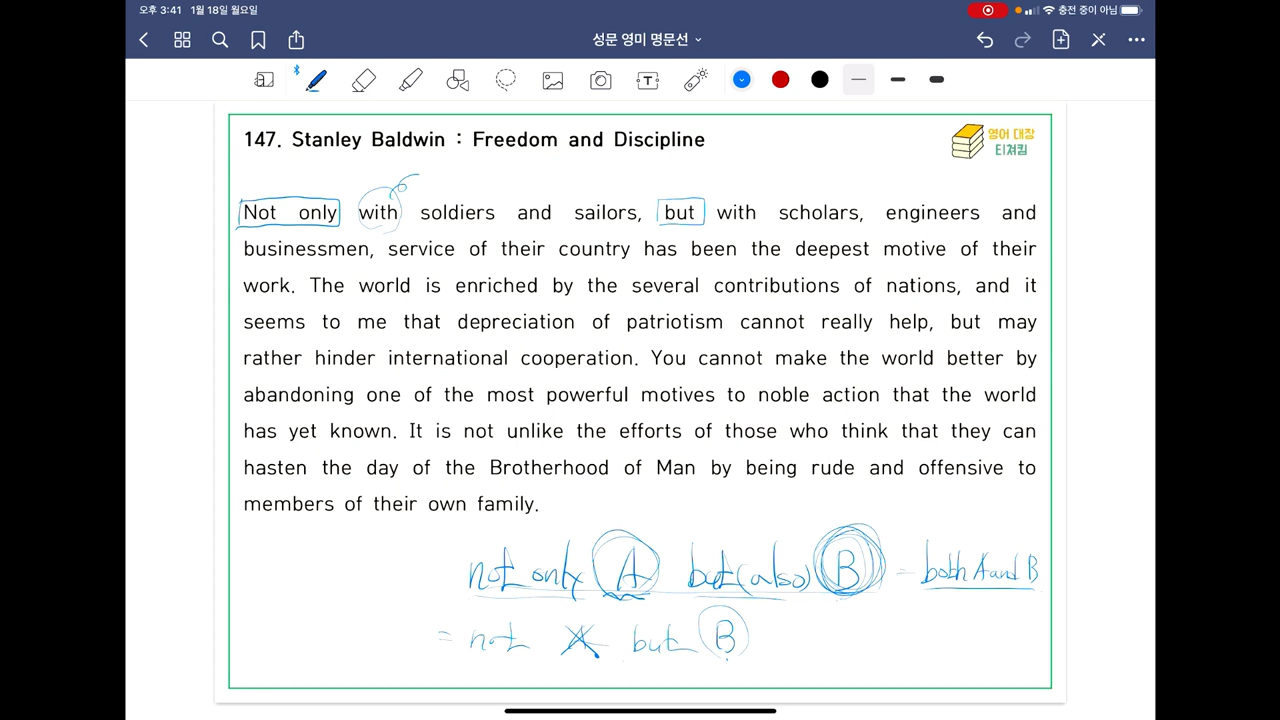 오후 3:41 1월 18일 월요일
충전 중이 아님
성문 영미 명문선
147. Stanley Baldwin : Freedom and Discipline
영어 대장
티쳐킴
Not only with soldiers and sailors, but with scholars, engineers and
businessmen, service of their country has been the deepest motive of their
work. The world is enriched by the several contributions of nations, and it
seems to me that depreciation of patriotism cannot really help, but may
rather hinder international cooperation. You cannot make the world better by
abandoning one of the most powerful motives to noble action that the world
has yet known. It is not unlike the efforts of those who think that they can
hasten the day of the Brotherhood of Man by being rude and offensive to
members of their own family.
not only A but (also) B = both A and B
= not A but B